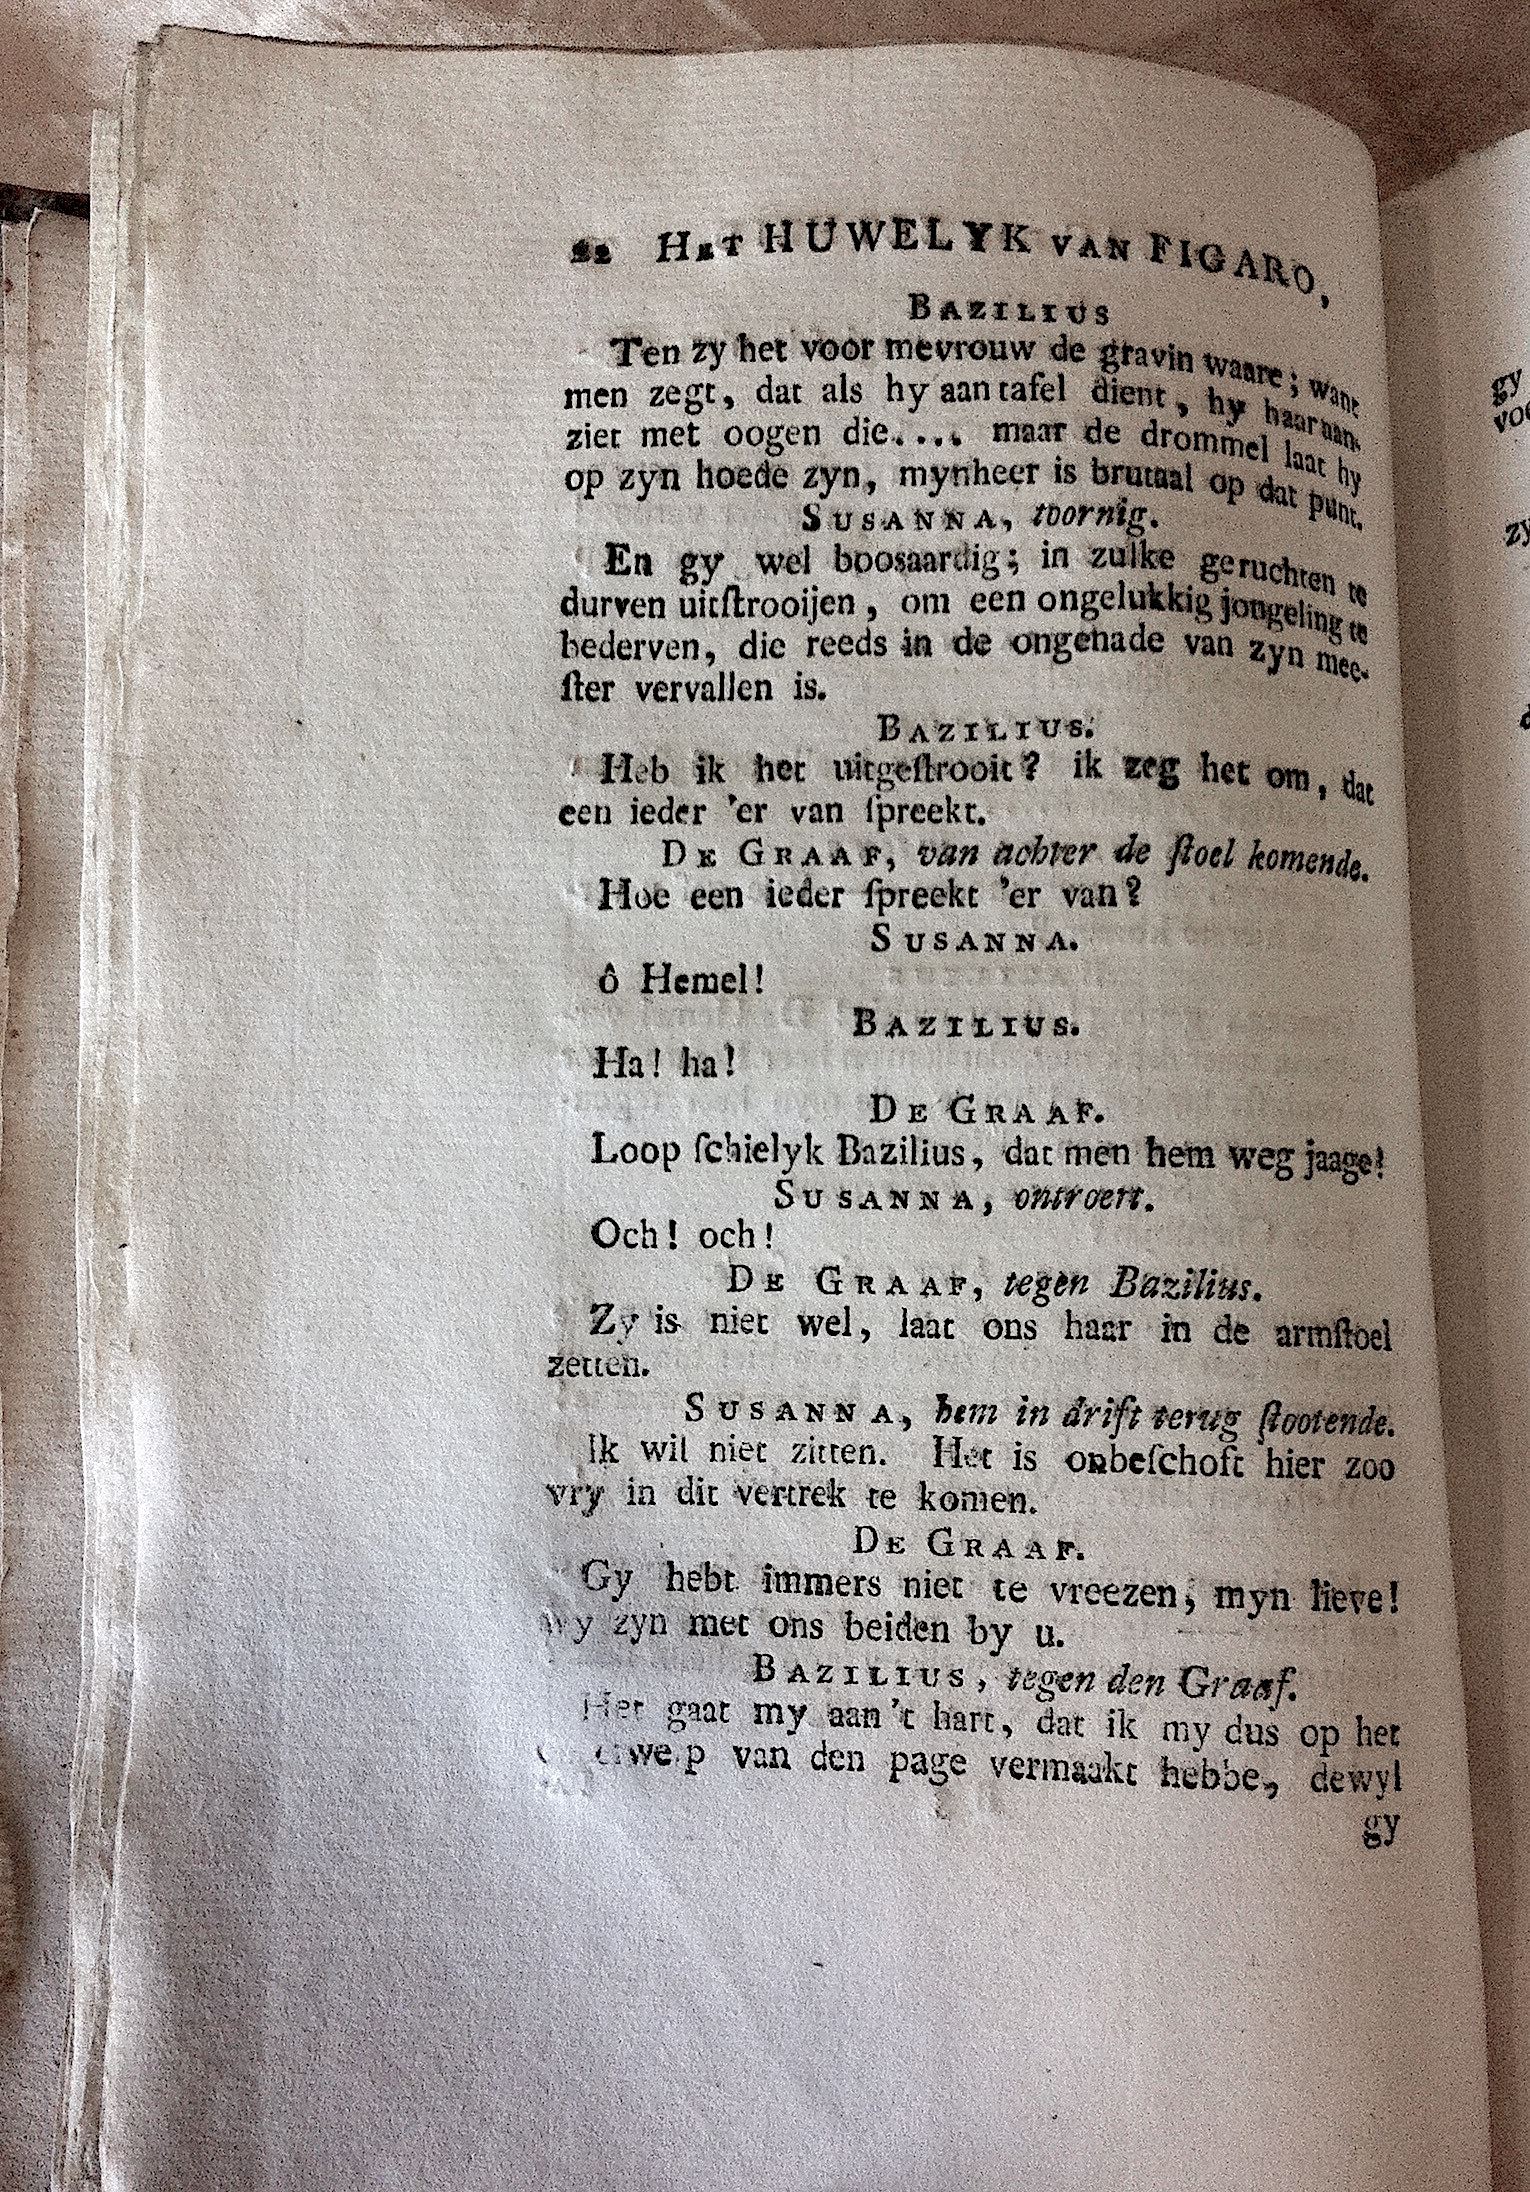 22 HET HUWELYK VAN FIGARO,
BAZILIUS
Ten zy het voor mevrouw de gravin waare; want
men zegt, dat als hy aan tafel dient, hy haar aan-
ziet met oogen die.... maar de drommel laat hy
op zyn hoede zyn, mynheer is brutaal op dat punt.
SUSANNA, toornig.
En gy wel boosaardig; in zulke geruchten te
durven uitſtrooijen, om een ongelukkig jongeling te
bederven, die reeds in de ongenade van zyn mee-
ſter vervallen is.
BAZILIUS.
Heb ik het uitgeſtrooit? ik zeg het om, dat
een ieder 'er van ſpreekt.
DE GRAAF, van achter de ſtoel komende.
Hoe een ieder ſpreekt 'er van?
SUSANNA.
ô Hemel!
BAZILIUS.
Ha! ha!
DE GRAAF.
Loop ſchielyk Bazilius, dat men hem weg jaage!
SUSANNA, ontroert.
Och! och!
DE GRAAF, tegen Bazilius.
Zy is niet wel, laat ons haar in de armſtoel
zetten.
SUSANNA, hem in drift terug ſtootende.
Ik wil niet zitten. Het is onbeſchoft hier zoo
vry in dit vertrek te komen.
DE GRAAF.
Gy hebt immers niet te vreezen, myn lieve!
wy zyn met ons beiden by u.
BAZILIUS, tegen den Graaf.
Het gaat my aan 't hart, dat ik my dus op het
van den page vermaakt hebbe, dewyl
gy
gy
zy